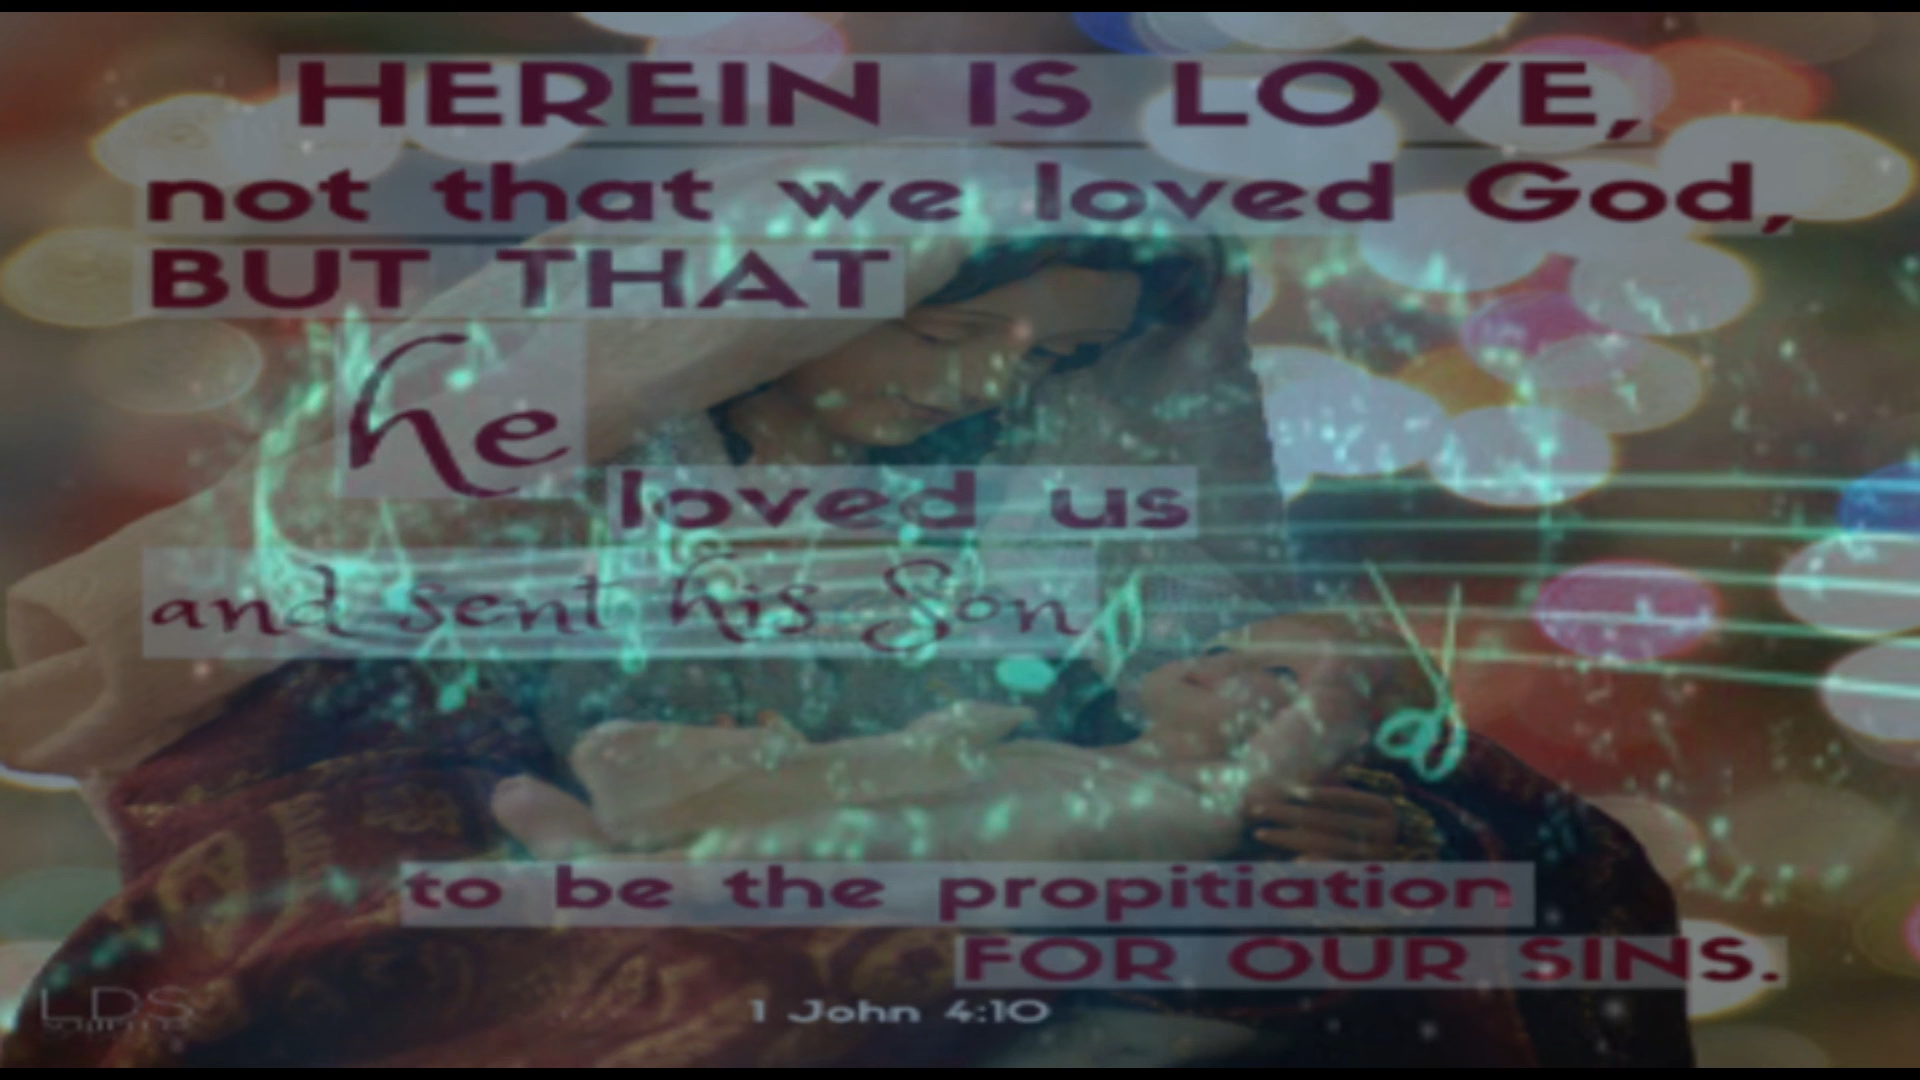 HEREIN IS LOVE,
not that we loved God,
BUT THAT
he
loved us
and sent his Son
to be the propitiation
FOR OUR SINS.
1 John 4:10
LDS